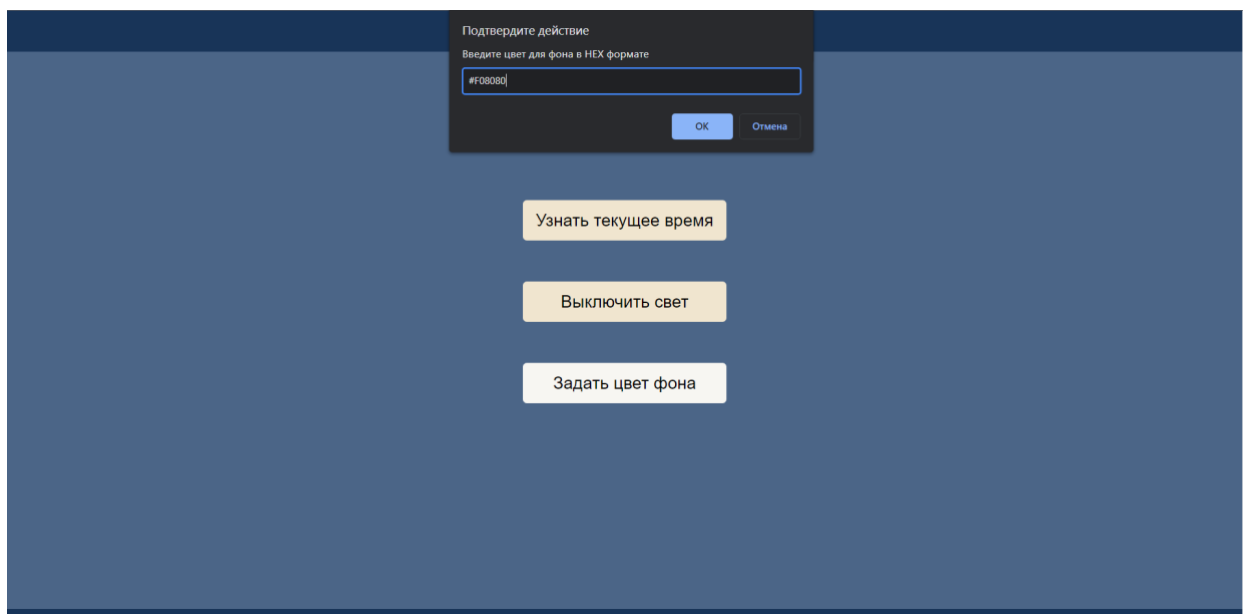 Подтвердите действие
Введите цвет для фона в HEX формате
#F08080
ОК Отмена
Узнать текущее время
Выключить свет
Задать цвет фона